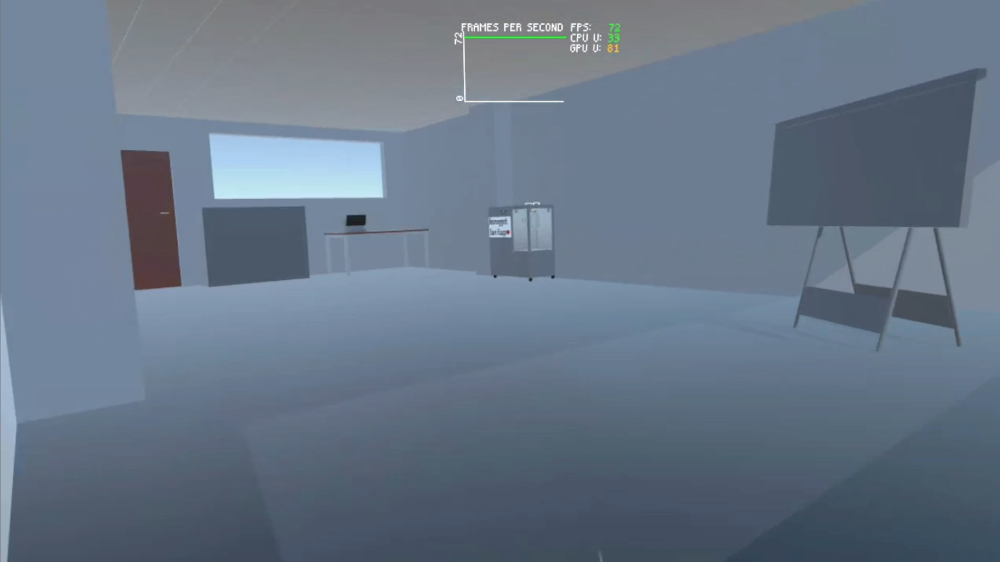 FRAMES PER SECOND FPS: 72
72 CPU U: 33
GPU U: 81
0